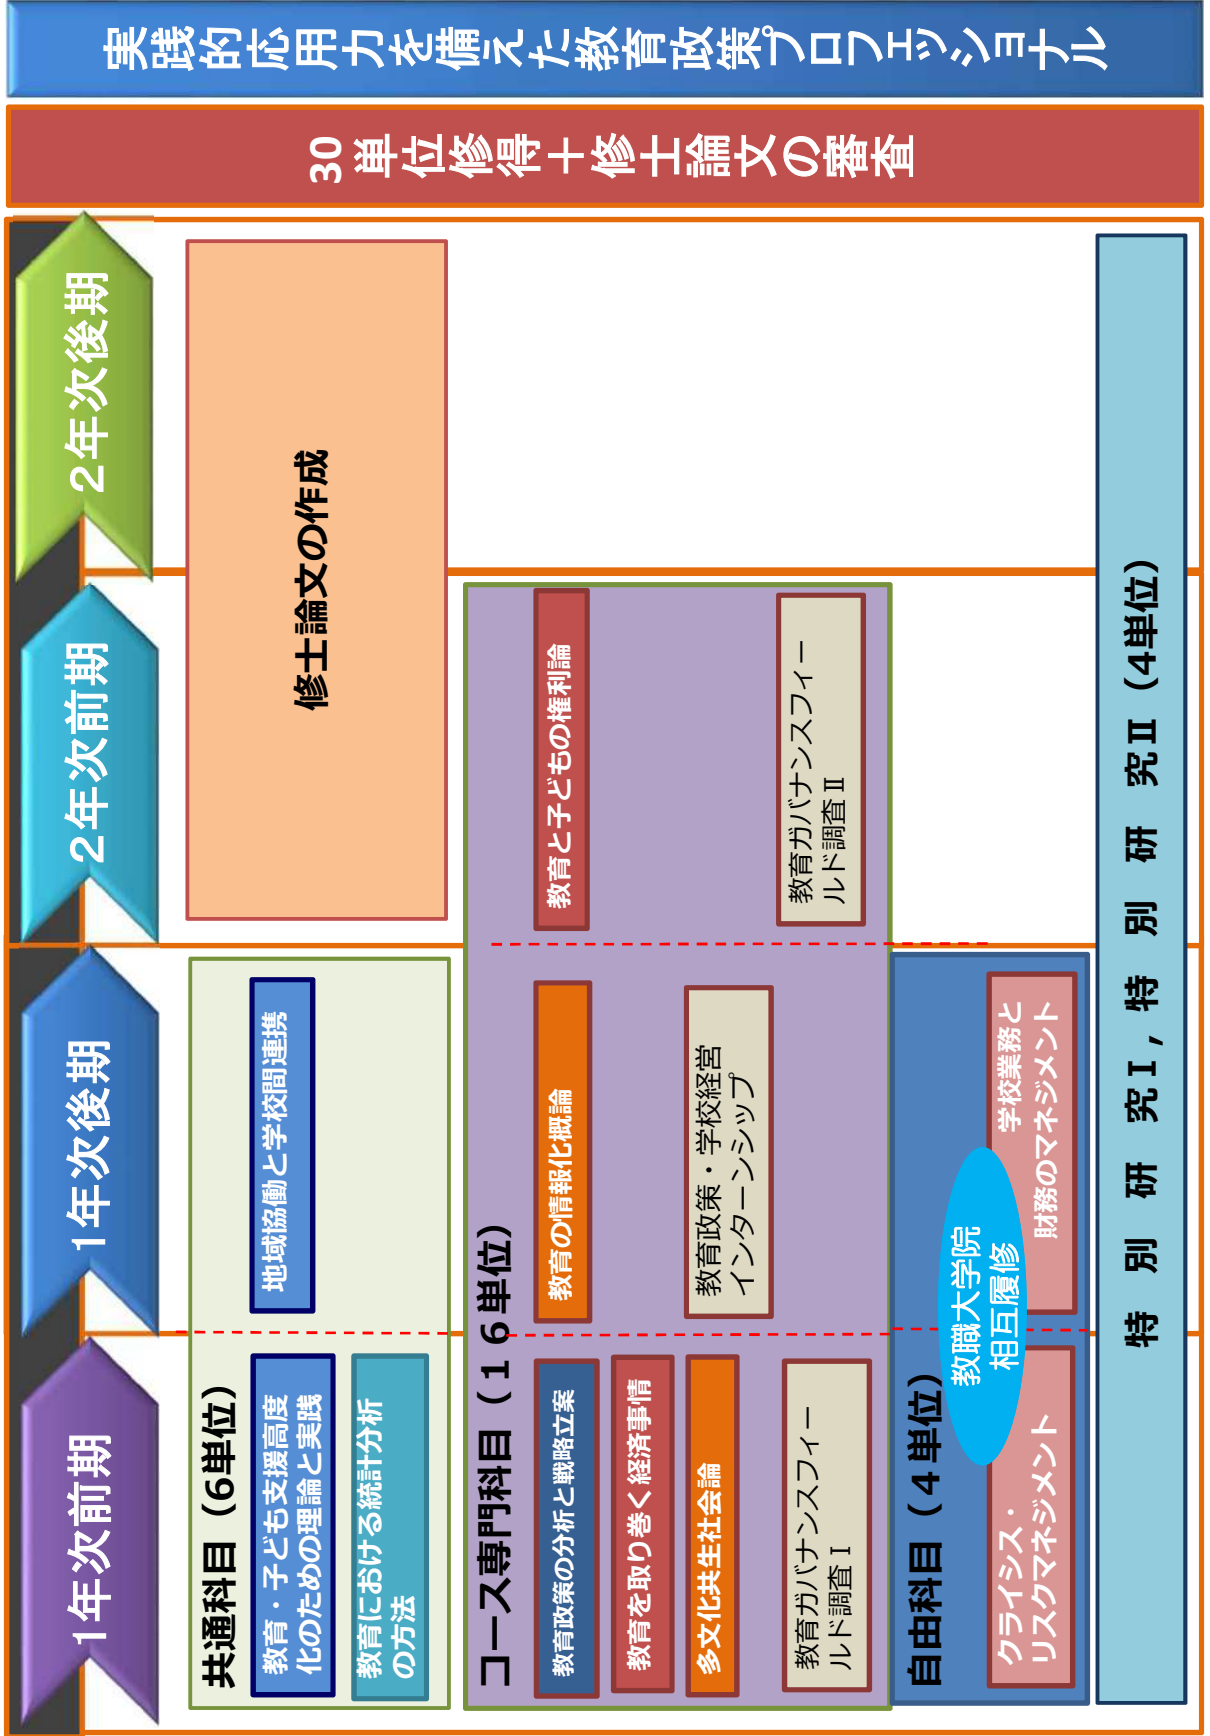 1年次前期
1年次後期
2年次前期
2年次後期
共通科目（6単位）
教育・子ども支援高度
化のための理論と実践
教育における統計分析
の方法
地域協働と学校間連携
修士論文の作成
コース専門科目（１６単位）
教育政策の分析と戦略立案
教育を取り巻く経済事情
多文化共生社会論
教育ガバナンスフィー
ルド調査Ⅰ
教育の情報化概論
教育政策・学校経営
インターンシップ
教育と子どもの権利論
教育ガバナンスフィー
ルド調査Ⅱ
自由科目（４単位）
クライシス・
リスクマネジメント
教職大学院
相互履修
学校業務と
財務のマネジメント
特 別 研 究Ⅰ,特 別 研 究Ⅱ（4単位）
30単位修得＋修士論文の審査
実践的応用力を備えた教育政策プロフェッショナル